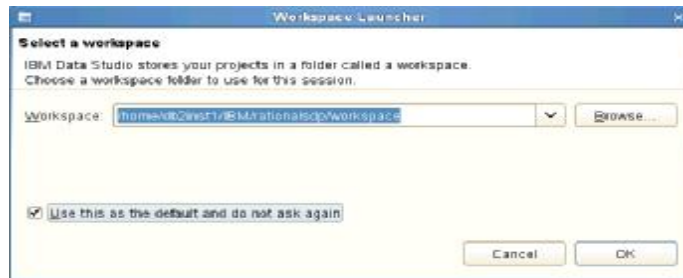 Workspace Launcher
Select a workspace
IBM Data Studio stores your projects in a folder called a workspace.
Choose a workspace folder to use for this session.
Workspace: /home/db2inst1/IBM/rationalsdp/workspace Browse...
Use this as the default and do not ask again
Cancel OK